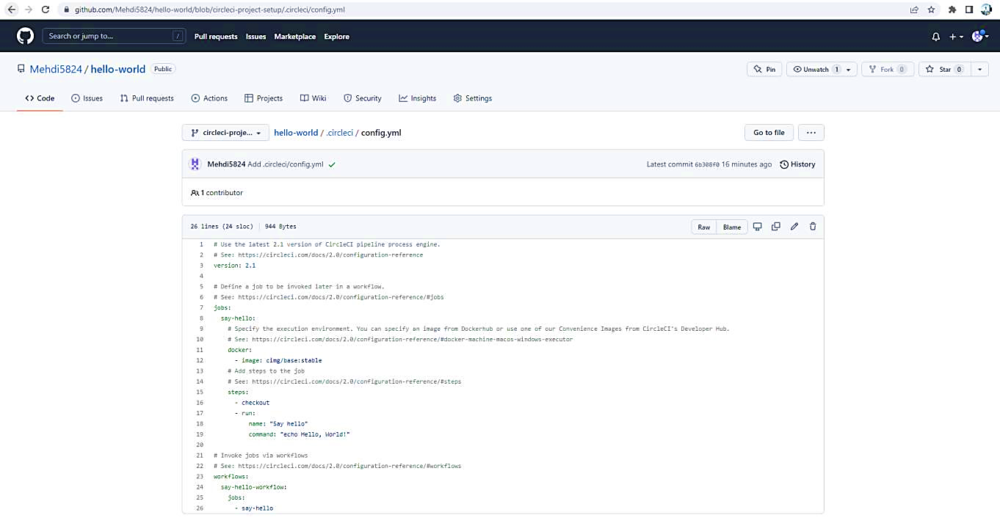 github.com/Mehdi5824/hello-world/blob/circleci-project-setup/.circleci/config.yml
Search or jump to... / Pull requests Issues Marketplace Explore
Mehdi5824 / hello-world Public Pin Unwatch 1 Fork 0 Star 0
Code Issues Pull requests Actions Projects Wiki Security Insights Settings
circleci-proje... hello-world / .circleci / config.yml Go to file ...
Mehdi5824 Add .circleci/config.yml Latest commit 6b308f0 16 minutes ago History
1 contributor
26 lines (24 sloc) 944 Bytes Raw Blame
1 # Use the latest 2.1 version of CircleCI pipeline process engine.
2 # See: https://circleci.com/docs/2.0/configuration-reference
3 version: 2.1
4
5 # Define a job to be invoked later in a workflow.
6 # See: https://circleci.com/docs/2.0/configuration-reference/#jobs
7 jobs:
8   say-hello:
9     # Specify the execution environment. You can specify an image from Dockerhub or use one of our Convenience Images from CircleCI's Developer Hub.
10     # See: https://circleci.com/docs/2.0/configuration-reference/#docker-machine-macos-windows-executor
11     docker:
12       - image: cimg/base:stable
13     # Add steps to the job
14     # See: https://circleci.com/docs/2.0/configuration-reference/#steps
15     steps:
16       - checkout
17       - run:
18           name: "Say hello"
19           command: "echo Hello, World!"
20
21 # Invoke jobs via workflows
22 # See: https://circleci.com/docs/2.0/configuration-reference/#workflows
23 workflows:
24   say-hello-workflow:
25     jobs:
26       - say-hello